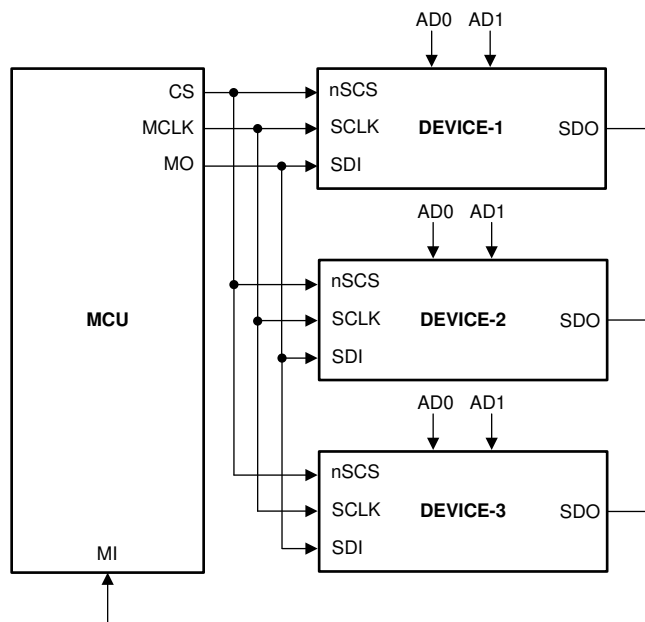 AD0 AD1
CS nSCS
MCLK SCLK DEVICE-1 SDO
MO SDI
AD0 AD1
nSCS
MCU SCLK DEVICE-2 SDO
SDI
AD0 AD1
nSCS
SCLK DEVICE-3 SDO
MI SDI